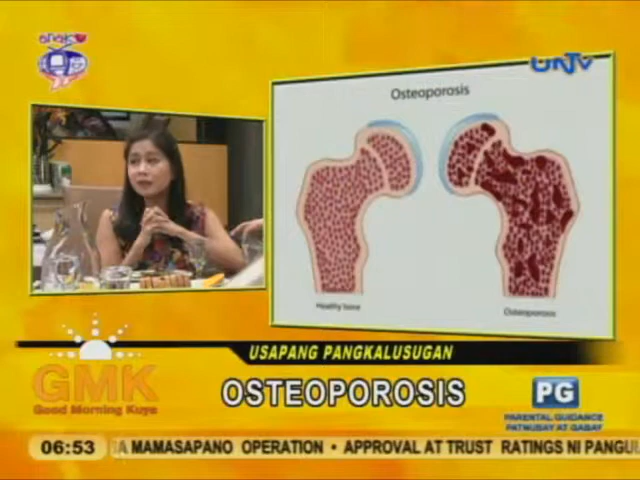 UNTV
Osteoporosis
Healthy bone
Osteoporosis
USAPANG PANGKALUSUGAN
GMK
Good Morning Kuya
OSTEOPOROSIS
PG
PARENTAL GUIDANCE
PATNUBAY AT GABAY
06:53
MAMASAPANO OPERATION • APPROVAL AT TRUST RATINGS NI